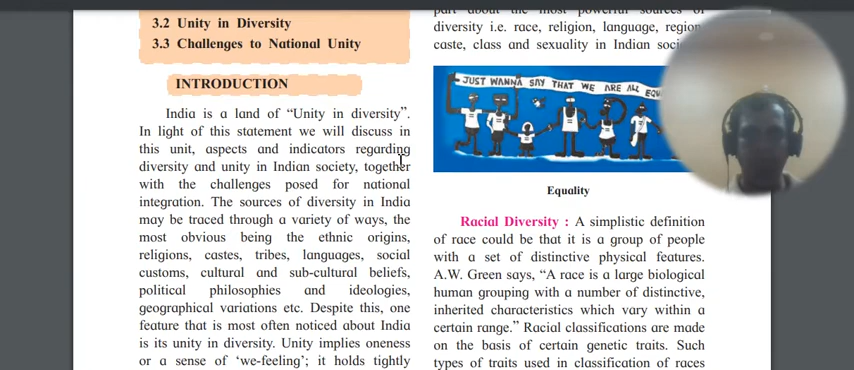 3.2 Unity in Diversity
3.3 Challenges to National Unity
INTRODUCTION
India is a land of “Unity in diversity”.
In light of this statement we will discuss in
this unit, aspects and indicators regarding
diversity and unity in Indian society, together
with the challenges posed for national
integration. The sources of diversity in India
may be traced through a variety of ways, the
most obvious being the ethnic origins,
religions, castes, tribes, languages, social
customs, cultural and sub-cultural beliefs,
political philosophies and ideologies,
geographical variations etc. Despite this, one
feature that is most often noticed about India
is its unity in diversity. Unity implies oneness
or a sense of ‘we-feeling’; it holds tightly
part about the most powerful sources of
diversity i.e. race, religion, language, region,
caste, class and sexuality in Indian
JUST WANNA SAY THAT WE ARE ALL
Equality
Racial Diversity : A simplistic definition
of race could be that it is a group of people
with a set of distinctive physical features.
A.W. Green says, “A race is a large biological
human grouping with a number of distinctive,
inherited characteristics which vary within a
certain range.” Racial classifications are made
on the basis of certain genetic traits. Such
types of traits used in classification of races